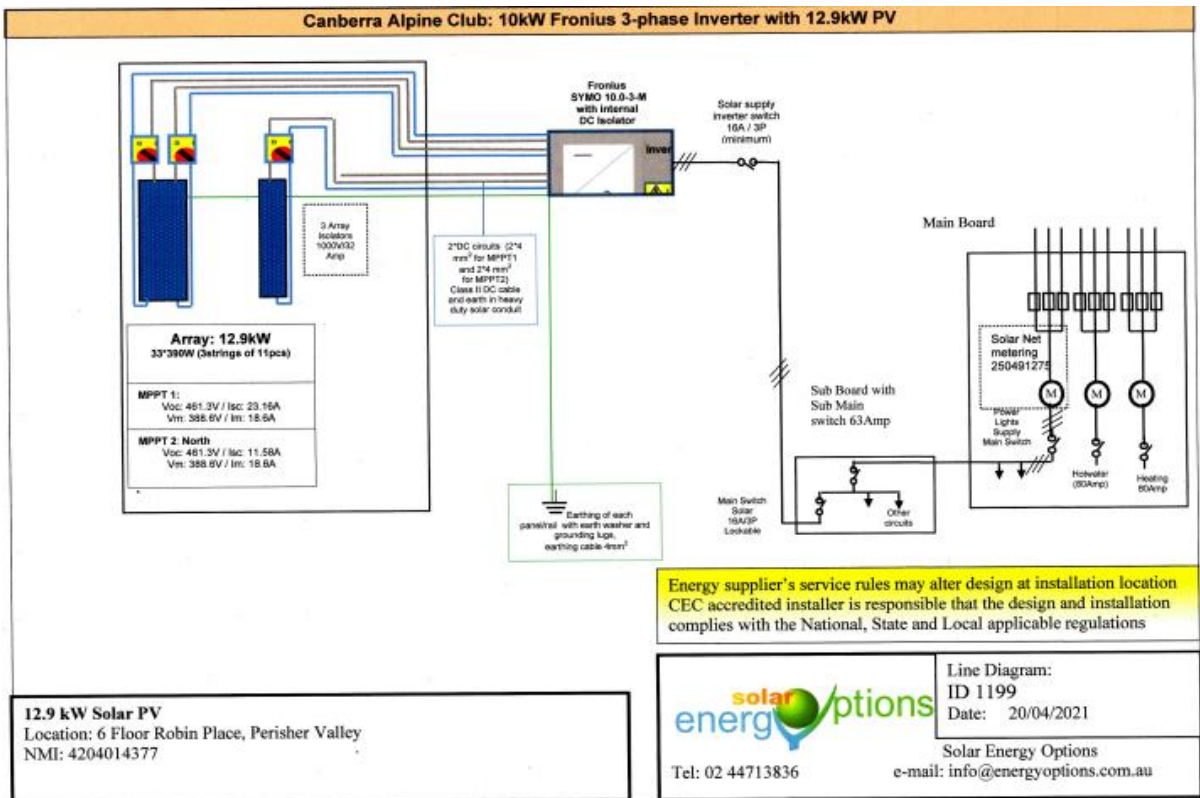 Canberra Alpine Club: 10kW Fronius 3-phase Inverter with 12.9kW PV
Fronius
SYMO 10.0-3-M
with internal
DC Isolator
Inver
Solar supply
inverter switch
16A / 3P
(minimum)
3 Array
Isolators
1000V/32
Amp
2*DC circuits (2*4
mm² for MPPT1
and 2*4 mm²
for MPPT2)
Class II DC cable
and earth in heavy
duty solar conduit
Array: 12.9kW
33*390W (3strings of 11pcs)
MPPT 1:
Voc: 461.3V / Isc: 23.16A
Vm: 388.6V / Im: 18.6A
MPPT 2: North
Voc: 461.3V / Isc: 11.58A
Vm: 388.6V / Im: 18.6A
Earthing of each
panel/rail with earth washer and
grounding lugs,
earthing cable 4mm²
Main Board
Solar Net
metering
250491275
M
M
M
Power
Lights
Supply
Main Switch
Hotwater
(80Amp)
Heating
80Amp
Sub Board with
Sub Main
switch 63Amp
Main Switch
Solar
16A/3P
Lockable
Other
circuits
Energy supplier's service rules may alter design at installation location
CEC accredited installer is responsible that the design and installation
complies with the National, State and Local applicable regulations
12.9 kW Solar PV
Location: 6 Floor Robin Place, Perisher Valley
NMI: 4204014377
solar
energy options
Tel: 02 44713836
Line Diagram:
ID 1199
Date: 20/04/2021
Solar Energy Options
e-mail: info@energyoptions.com.au